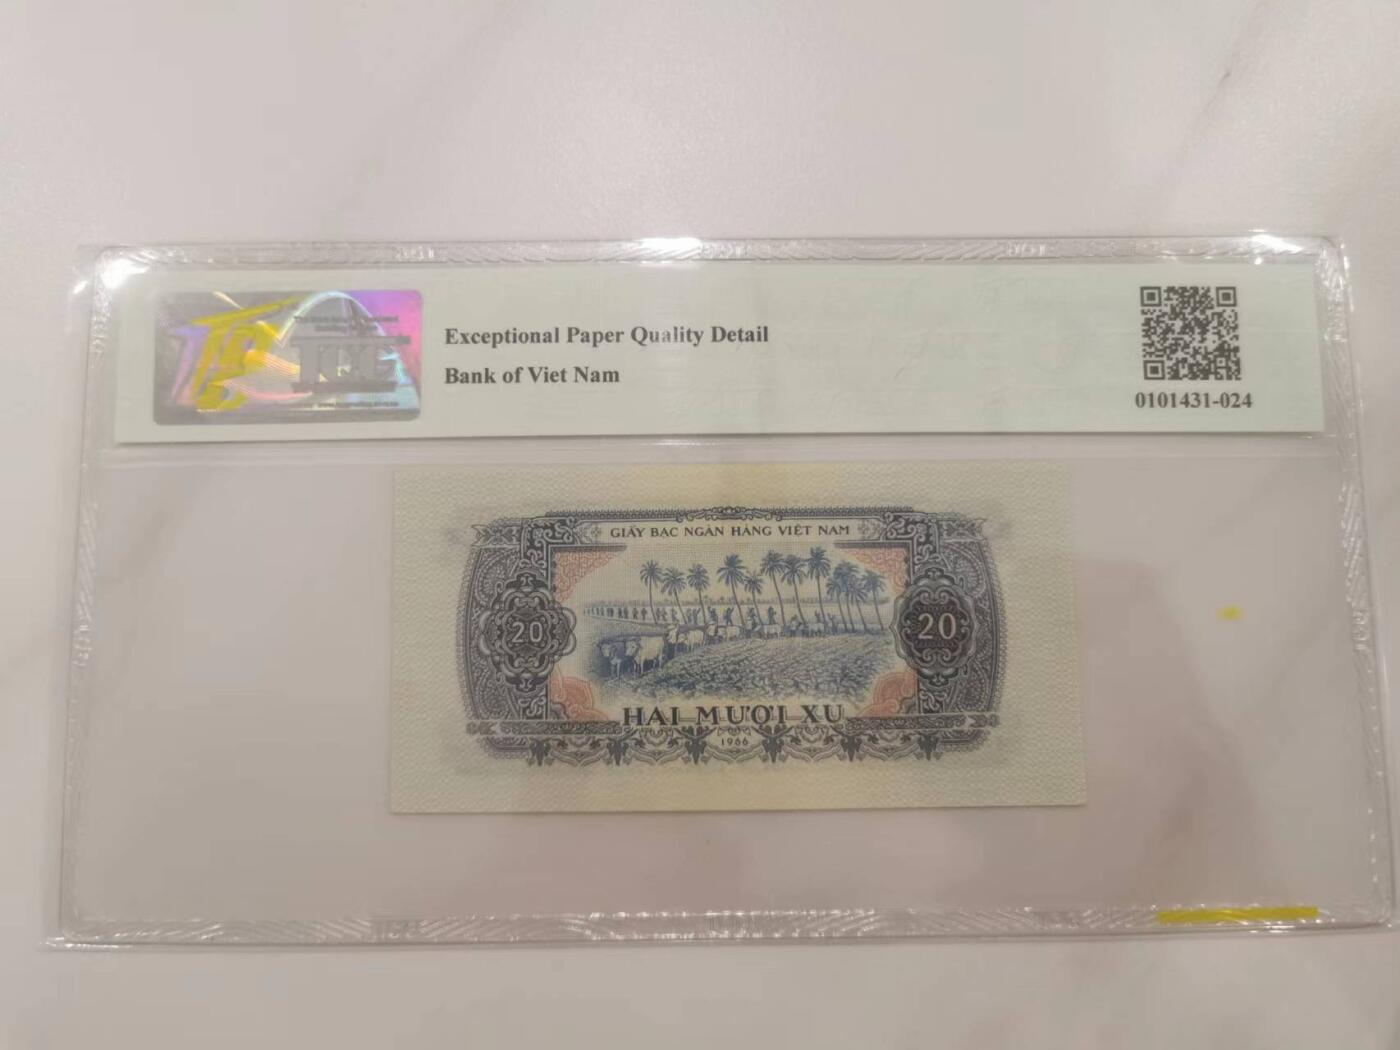 Exceptional Paper Quality Detail
Bank of Viet Nam
0101431-024
GIẤY BẠC NGÂN HÀNG VIỆT NAM
20 20
HAI MƯƠI XU
1966